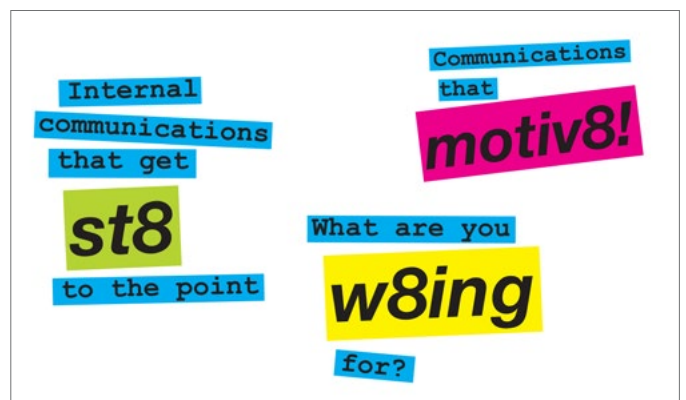 Internal
communications
that get
st8
to the point
Communications
that
motiv8!
What are you
w8ing
for?